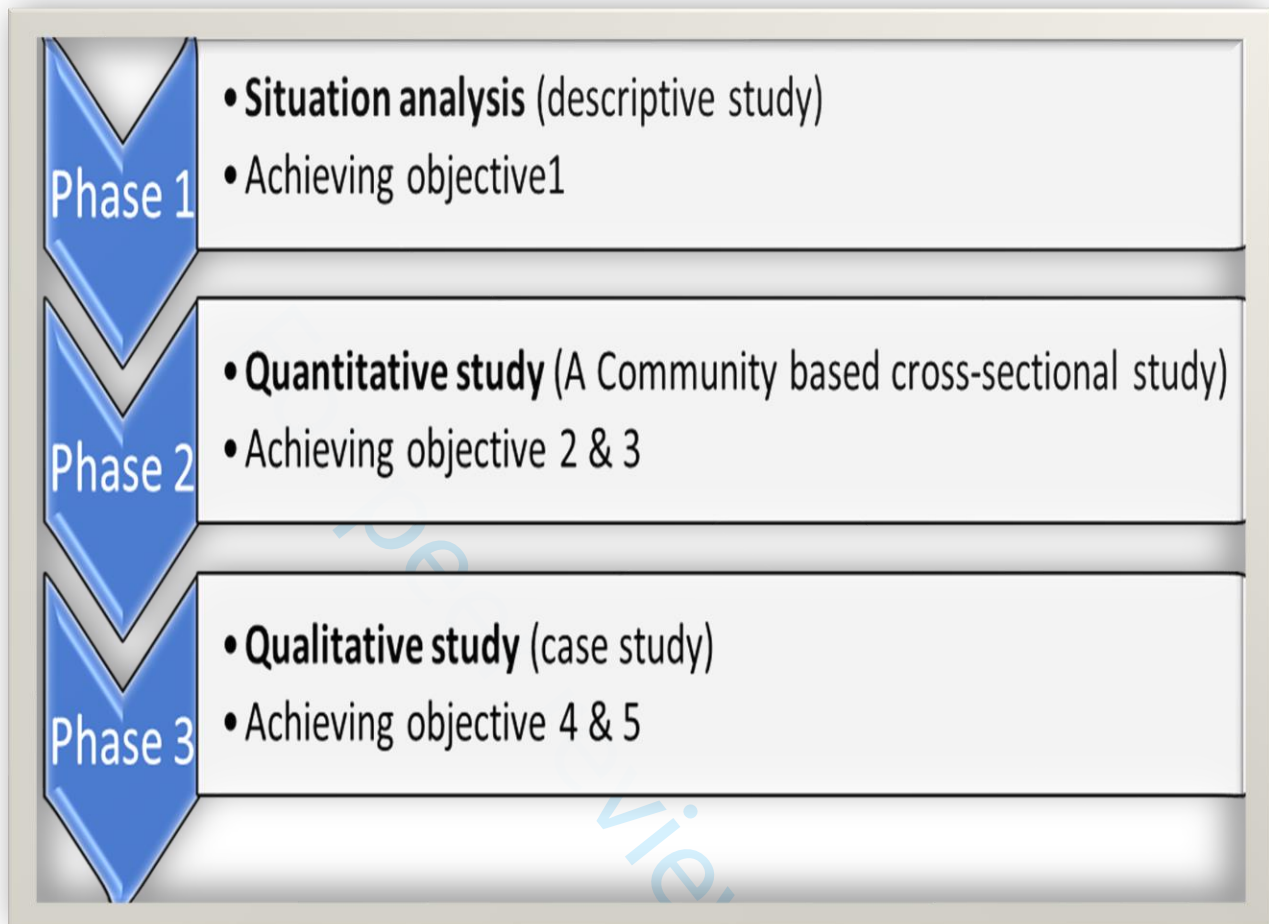 Phase 1
• Situation analysis (descriptive study)
• Achieving objective1
Phase 2
• Quantitative study (A Community based cross-sectional study)
• Achieving objective 2 & 3
Phase 3
• Qualitative study (case study)
• Achieving objective 4 & 5